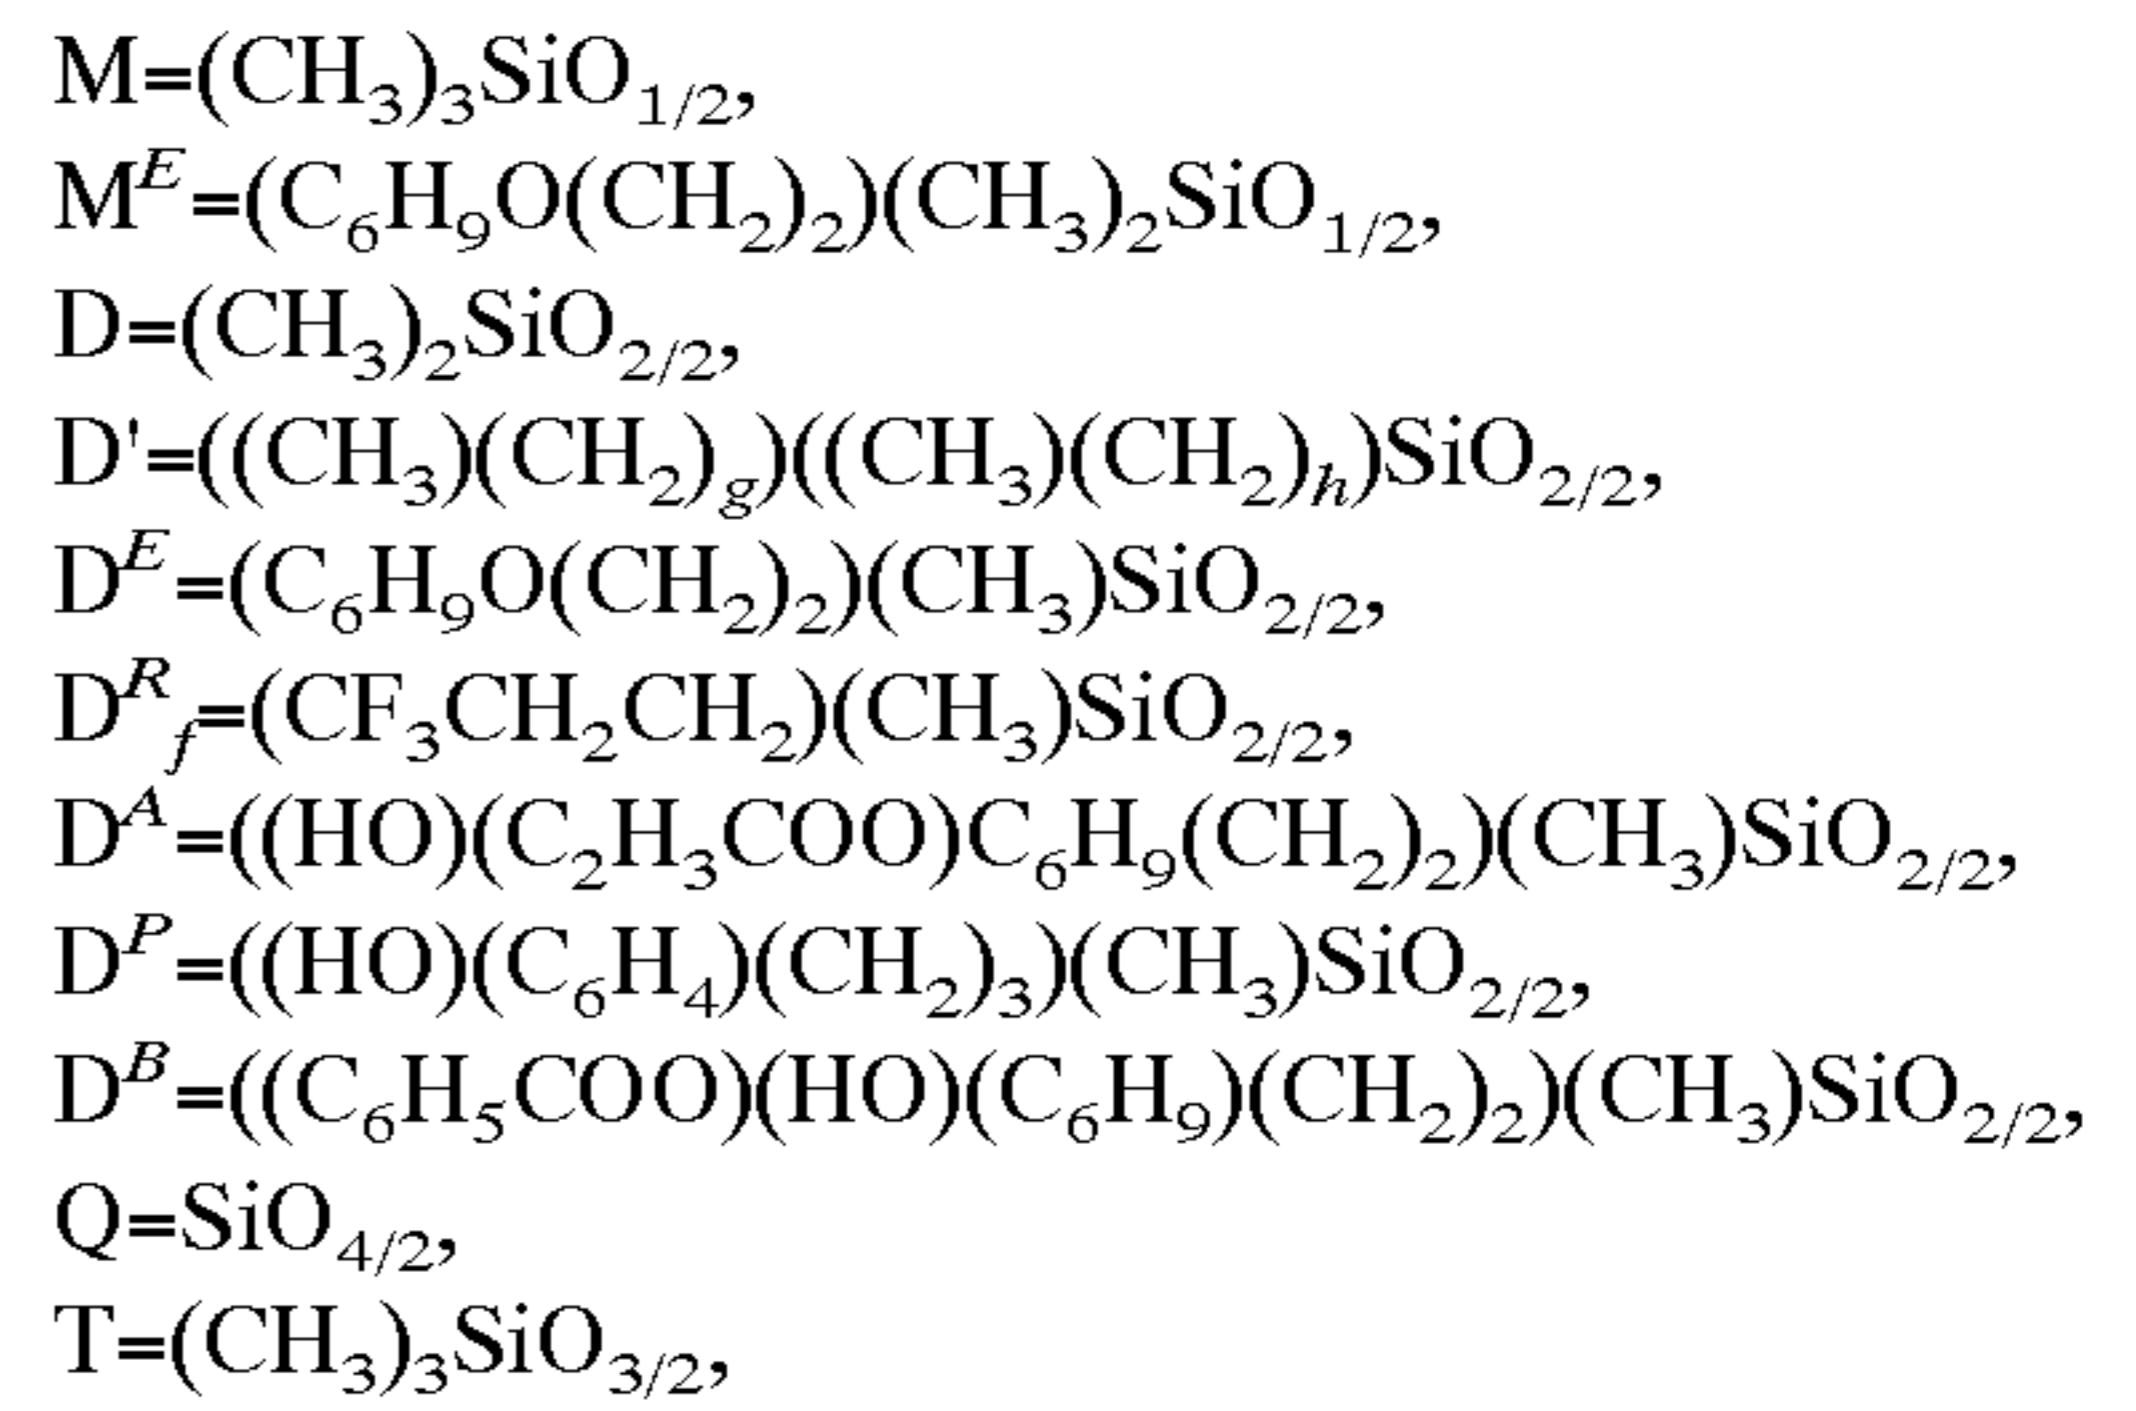 M=(CH₃)₃SiO₁/₂,
Mᴱ=(C₆H₉O(CH₂)₂)(CH₃)₂SiO₁/₂,
D=(CH₃)₂SiO₂/₂,
D'=((CH₃)(CH₂)g)((CH₃)(CH₂)ₕ)SiO₂/₂,
Dᴱ=(C₆H₉O(CH₂)₂)(CH₃)SiO₂/₂,
Dᴿf=(CF₃CH₂CH₂)(CH₃)SiO₂/₂,
Dᴬ=((HO)(C₂H₃COO)C₆H₉(CH₂)₂)(CH₃)SiO₂/₂,
Dᴾ=((HO)(C₆H₄)(CH₂)₃)(CH₃)SiO₂/₂,
Dᴮ=((C₆H₅COO)(HO)(C₆H₉)(CH₂)₂)(CH₃)SiO₂/₂,
Q=SiO₄/₂,
T=(CH₃)₃SiO₃/₂,